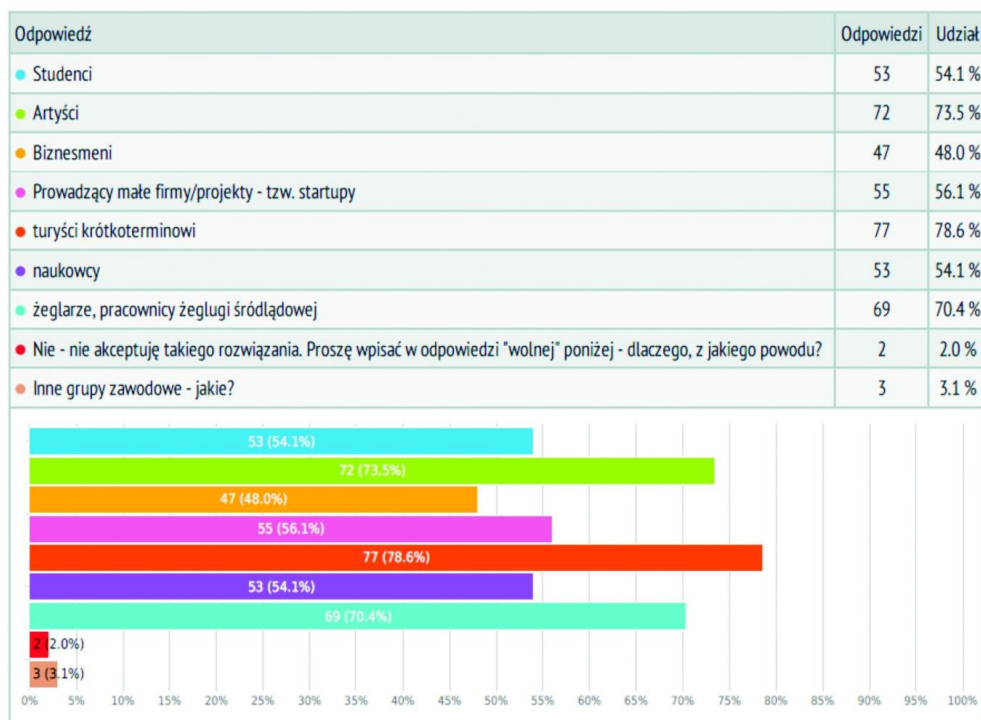 Odpowiedź Odpowiedzi Udział
Studenci 53 54.1 %
Artyści 72 73.5 %
Biznesmeni 47 48.0 %
Prowadzący małe firmy/projekty - tzw. startupy 55 56.1 %
turyści krótkoterminowi 77 78.6 %
naukowcy 53 54.1 %
żeglarze, pracownicy żeglugi śródlądowej 69 70.4 %
Nie - nie akceptuję takiego rozwiązania. Proszę wpisać w odpowiedzi "wolnej" poniżej - dlaczego, z jakiego powodu? 2 2.0 %
Inne grupy zawodowe - jakie? 3 3.1 %
53 (54.1%)
72 (73.5%)
47 (48.0%)
55 (56.1%)
77 (78.6%)
53 (54.1%)
69 (70.4%)
2 (2.0%)
3 (3.1%)
0% 5% 10% 15% 20% 25% 30% 35% 40% 45% 50% 55% 60% 65% 70% 75% 80% 85% 90% 95% 100%